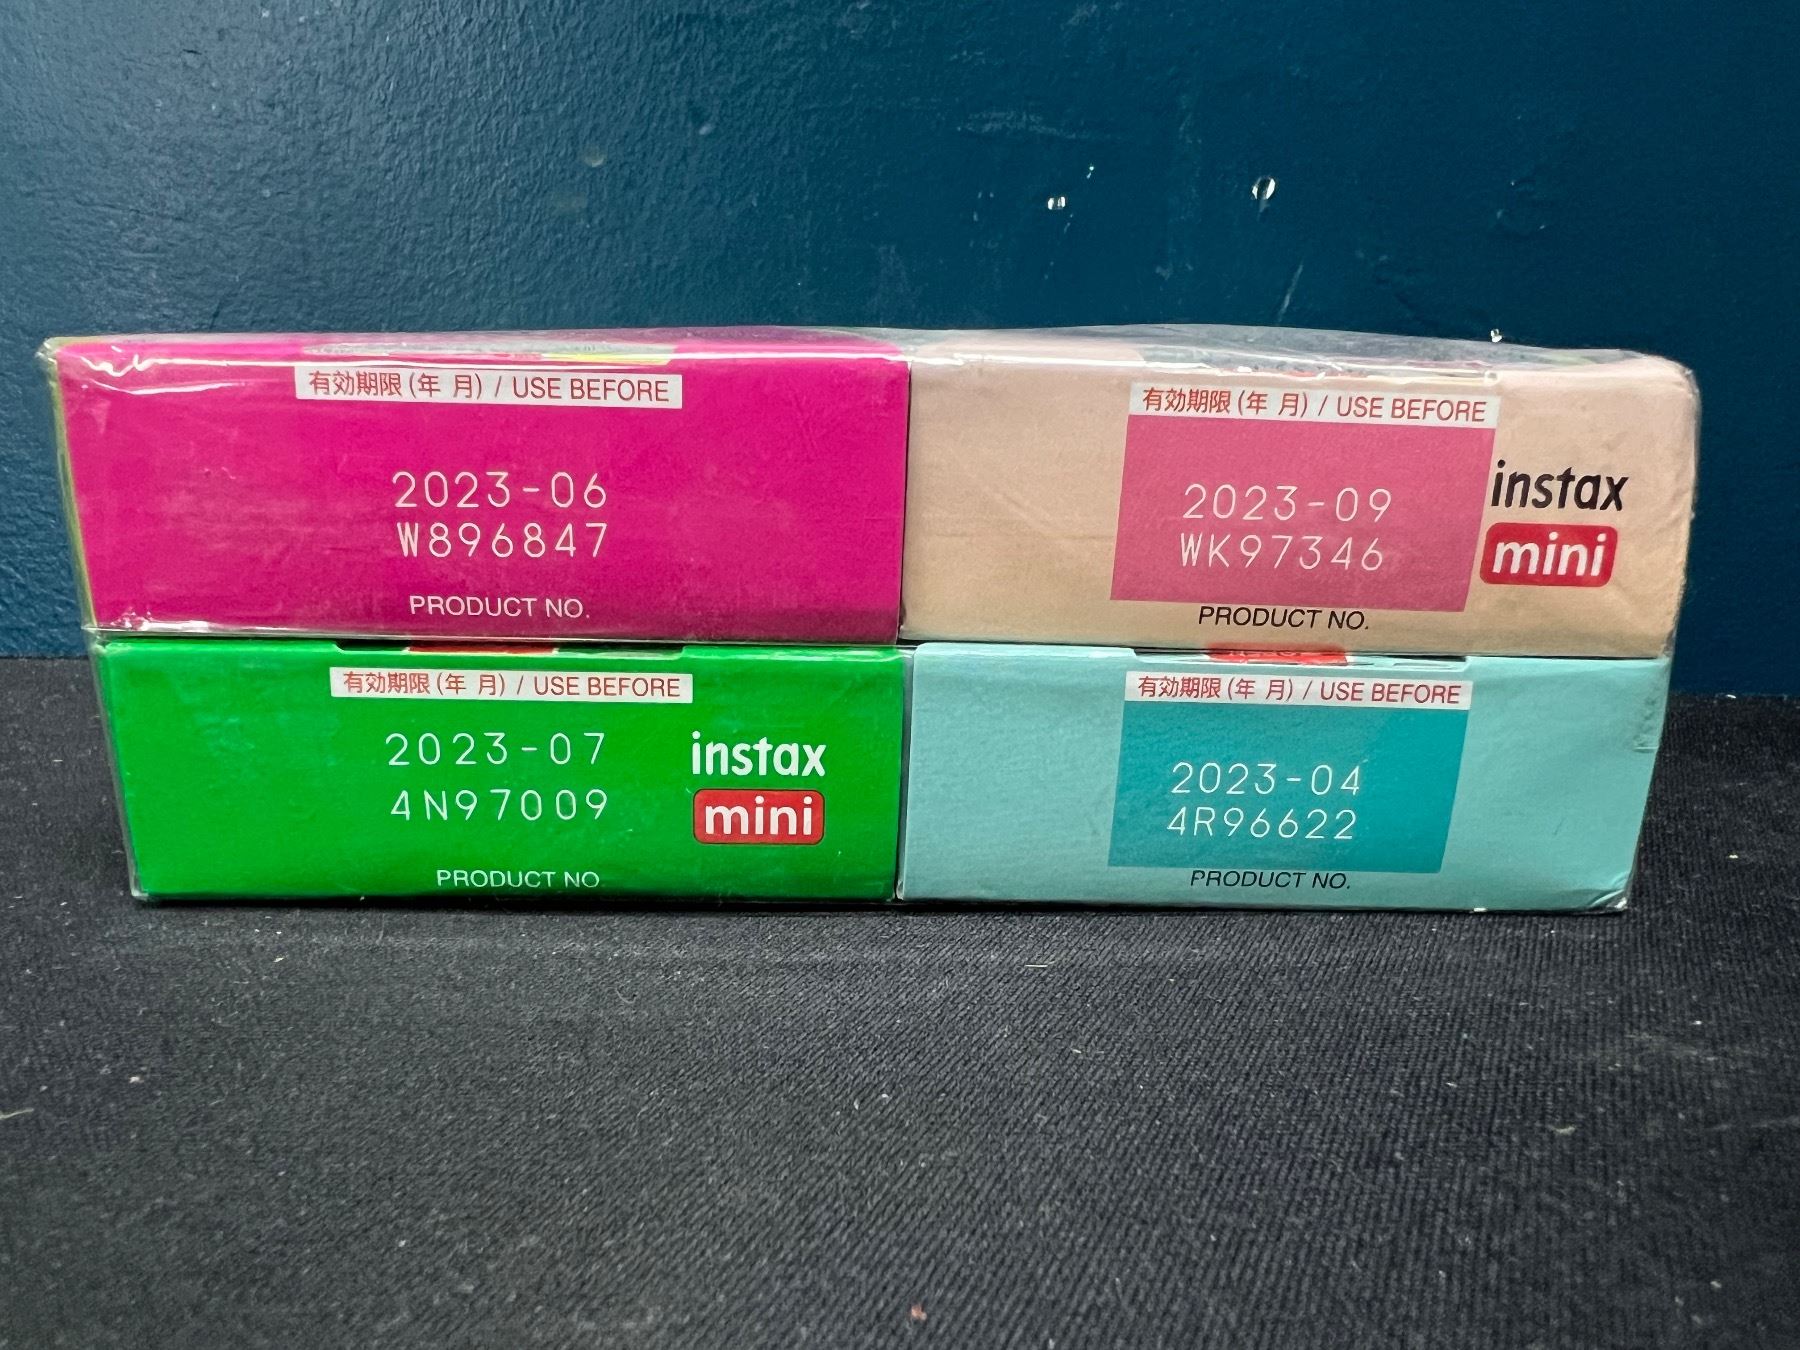 有効期限(年 月) / USE BEFORE
2023-06
W896847
PRODUCT NO.
有効期限(年 月) / USE BEFORE
2023-09
WK97346
PRODUCT NO.
instax
mini
有効期限(年 月) / USE BEFORE
2023-07
4N97009
PRODUCT NO.
instax
mini
有効期限(年 月) / USE BEFORE
2023-04
4R96622
PRODUCT NO.